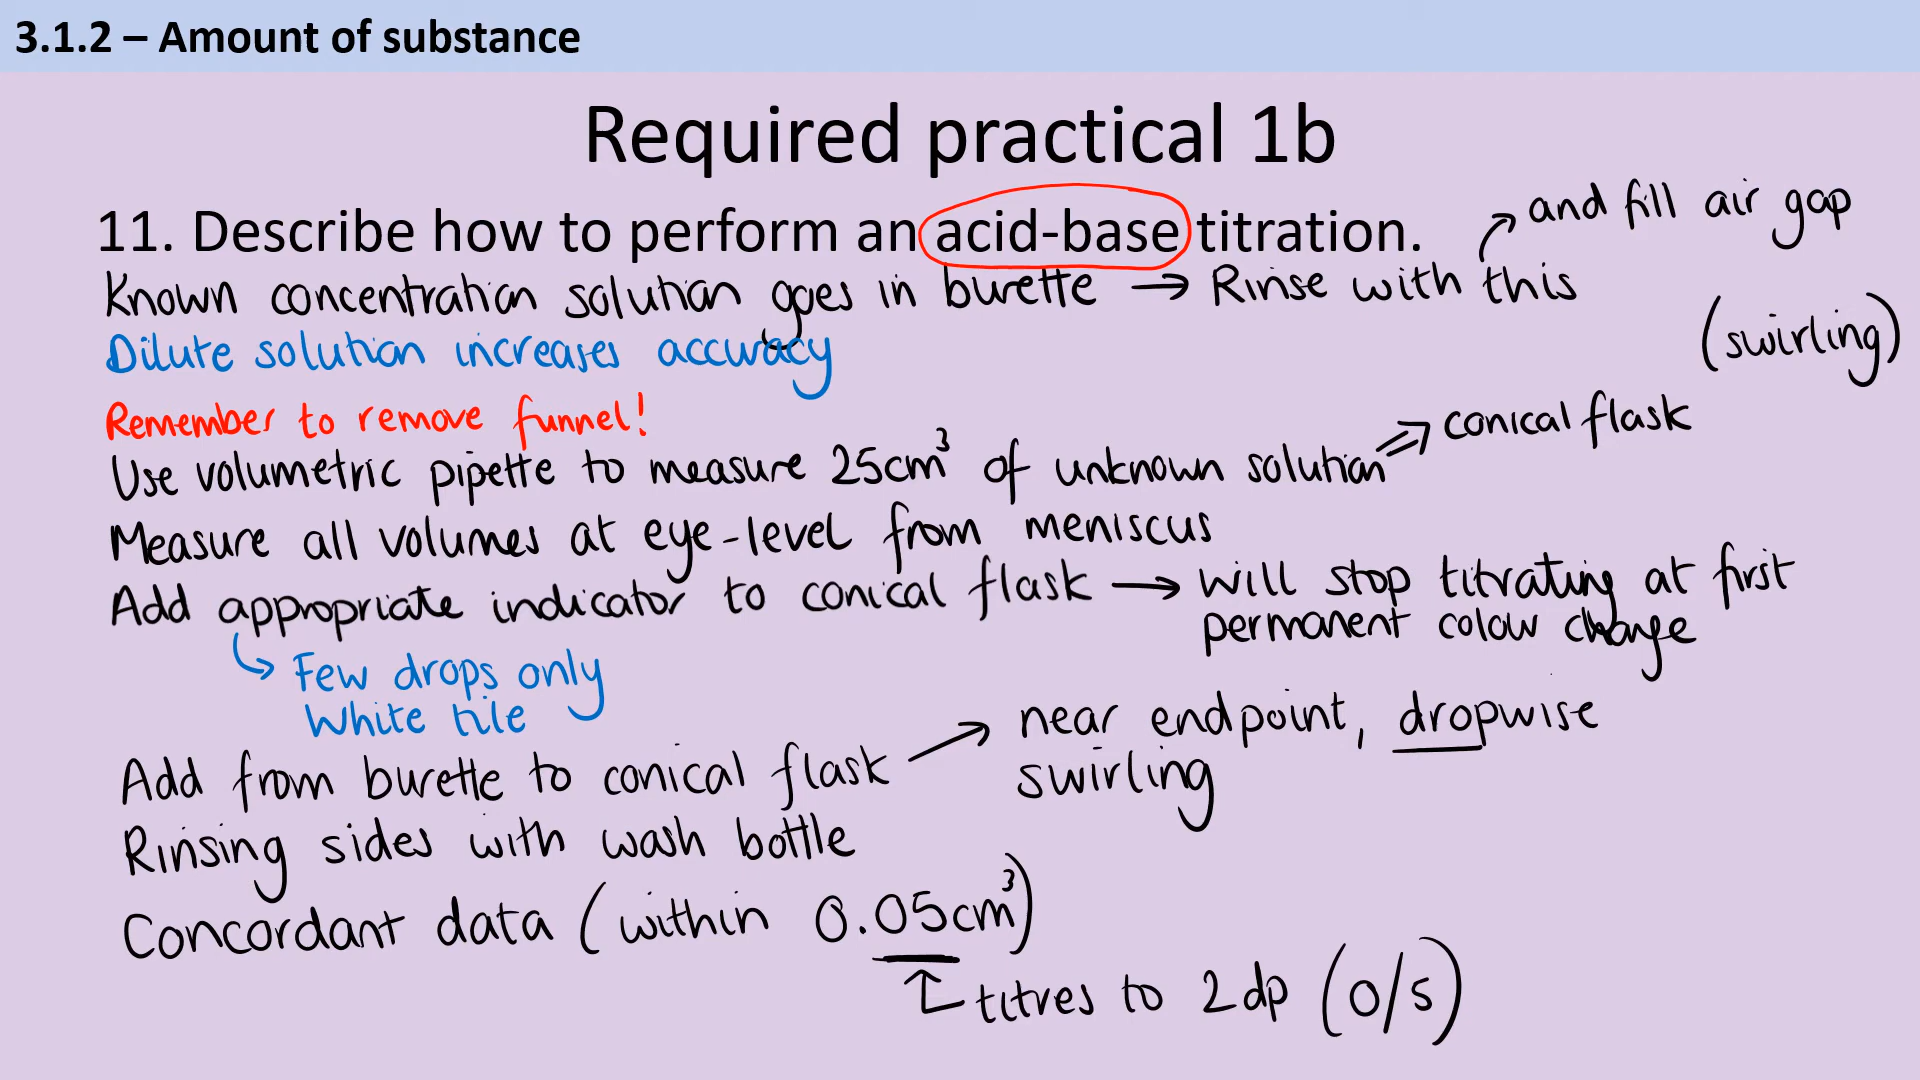 3.1.2 – Amount of substance
Required practical 1b
11. Describe how to perform an acid-base titration.
and fill air gap
Known concentration solution goes in burette → Rinse with this
(swirling)
Dilute solution increases accuracy
Remember to remove funnel!
Use volumetric pipette to measure 25cm³ of unknown solution ⇒ conical flask
Measure all volumes at eye-level from meniscus
Add appropriate indicator to conical flask → will stop titrating at first
permanent colour change
Few drops only
White tile
Add from burette to conical flask → near endpoint, dropwise
swirling
Rinsing sides with wash bottle
Concordant data (within 0.05cm³)
titres to 2dp (0/5)